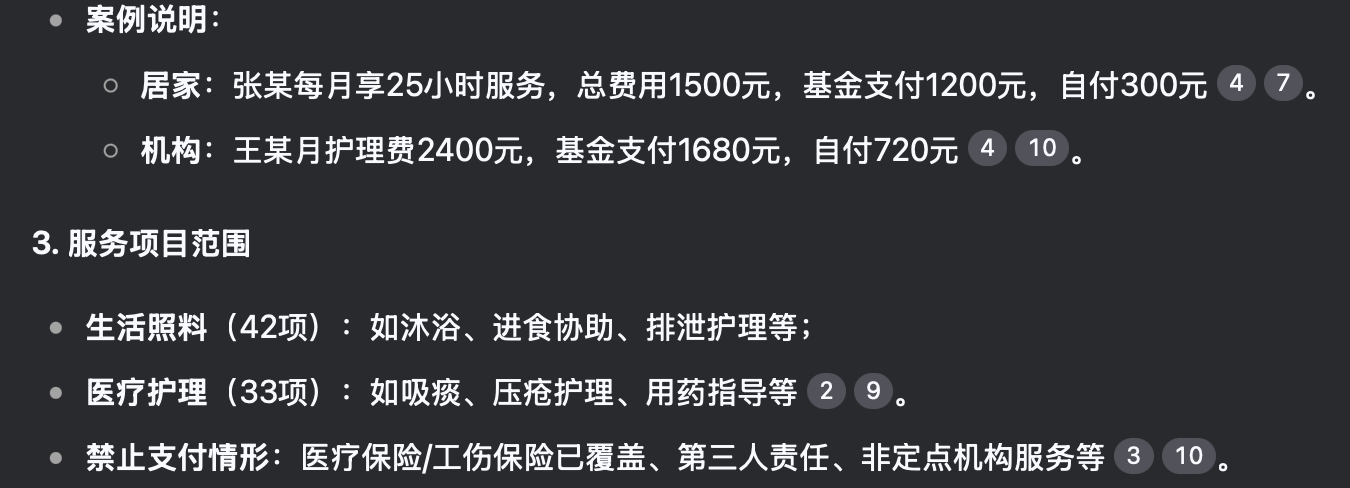 案例说明：
居家：张某每月享25小时服务，总费用1500元，基金支付1200元，自付300元 4 7 。
机构：王某月护理费2400元，基金支付1680元，自付720元 4 10 。
3. 服务项目范围
生活照料（42项）：如沐浴、进食协助、排泄护理等；
医疗护理（33项）：如吸痰、压疮护理、用药指导等 2 9 。
禁止支付情形：医疗保险/工伤保险已覆盖、第三人责任、非定点机构服务等 3 10 。